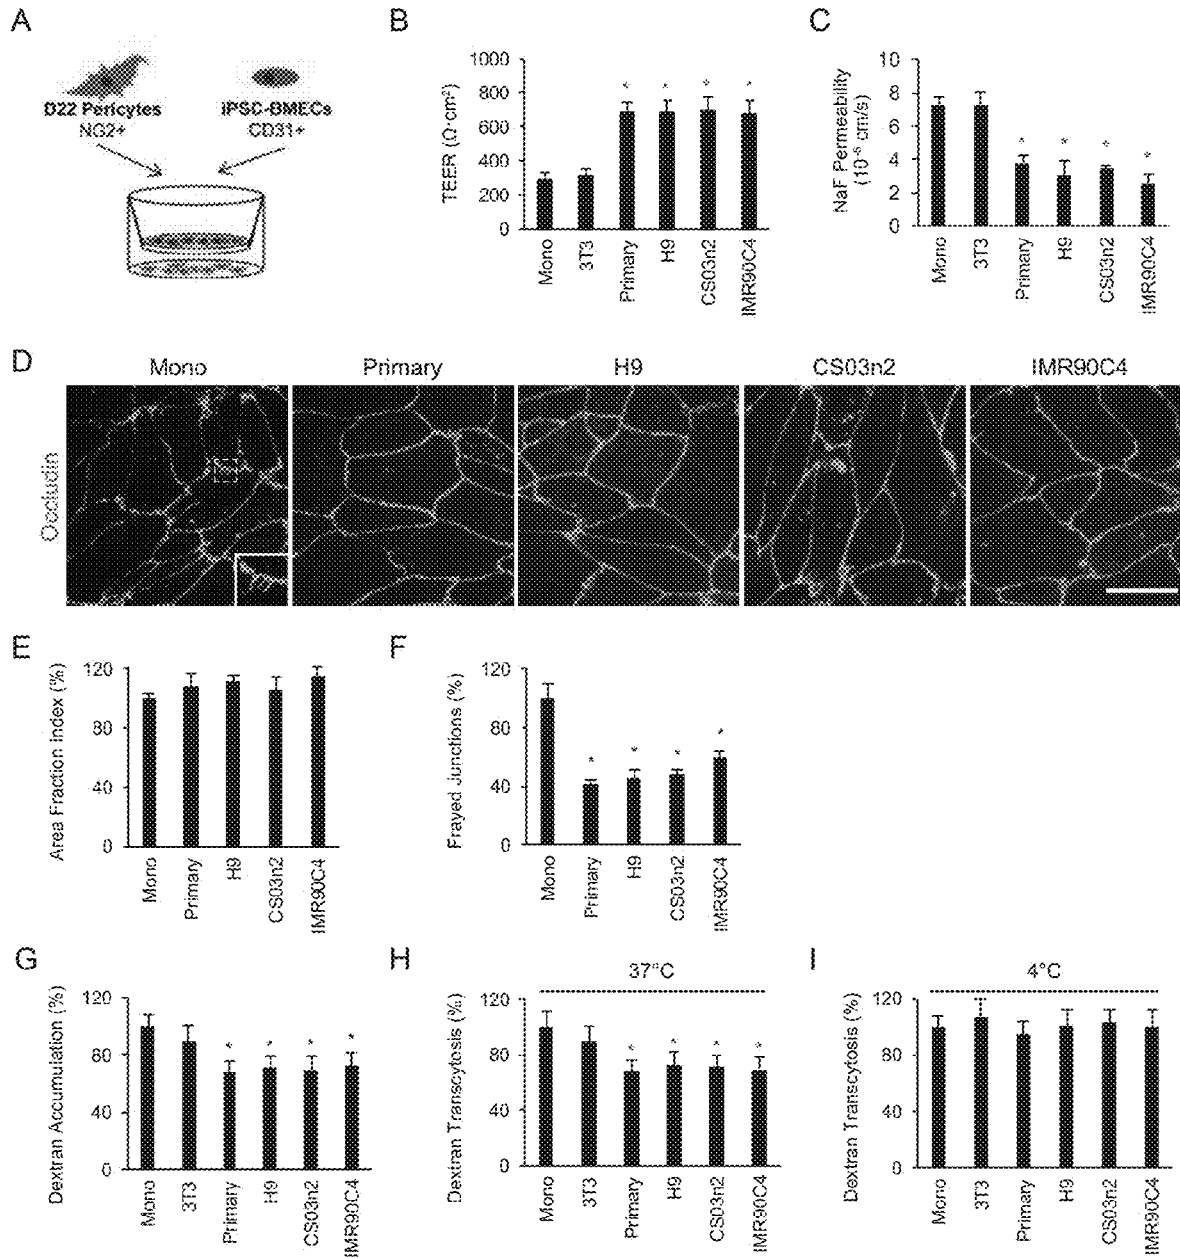 A
D22 Pericytes
NG2+
iPSC-BMECs
CD31+
B
TEER (Ω·cm²)
1000
800
600
400
200
0
* * * *
Mono
3T3
Primary
H9
CS03n2
IMR90C4
C
NaF Permeability
(10⁻⁶ cm/s)
10
8
6
4
2
0
* * * *
Mono
3T3
Primary
H9
CS03n2
IMR90C4
D
Mono
Primary
H9
CS03n2
IMR90C4
Occludin
E
Area Fraction Index (%)
120
80
40
0
Mono
Primary
H9
CS03n2
IMR90C4
F
Frayed Junctions (%)
120
80
40
0
* * * *
Mono
Primary
H9
CS03n2
IMR90C4
G
Dextran Accumulation (%)
120
80
40
0
* * * *
Mono
3T3
Primary
H9
CS03n2
IMR90C4
H
37°C
Dextran Transcytosis (%)
120
80
40
0
* * * *
Mono
3T3
Primary
H9
CS03n2
IMR90C4
I
4°C
Dextran Transcytosis (%)
120
80
40
0
Mono
3T3
Primary
H9
CS03n2
IMR90C4